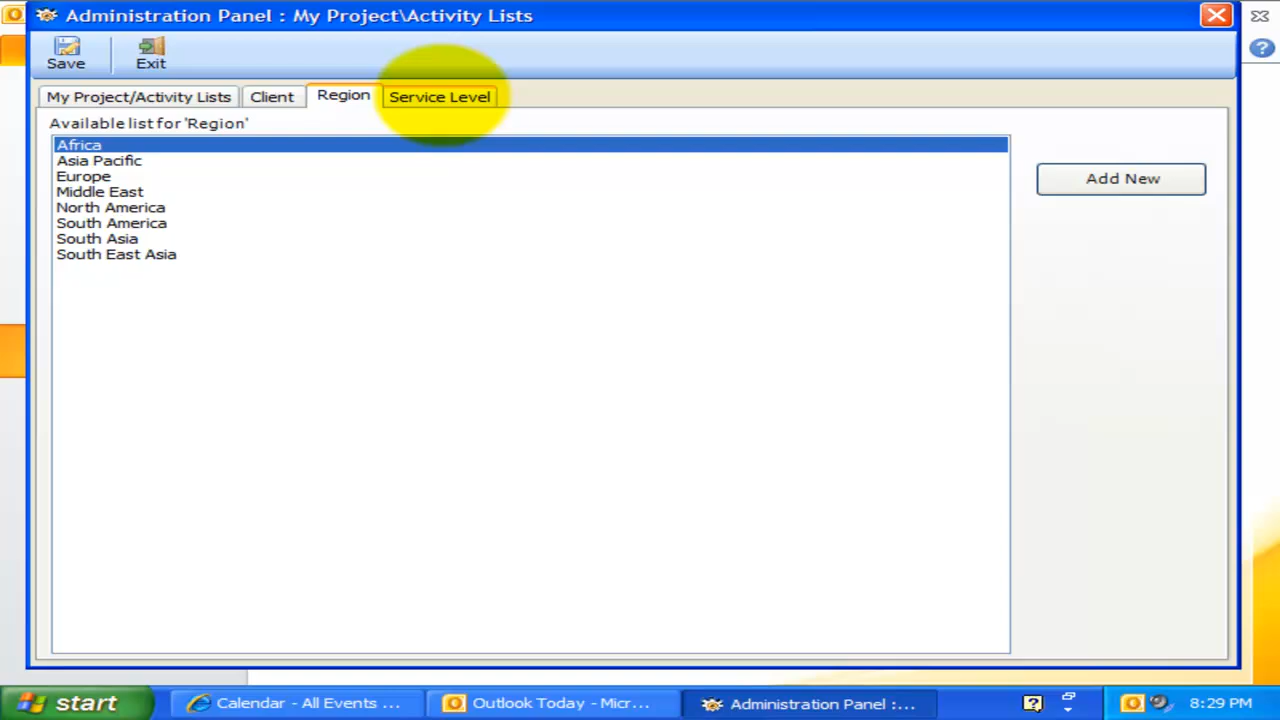 Administration Panel : My Project\Activity Lists
Save
Exit
My Project/Activity Lists
Client
Region
Service Level
Available list for 'Region'
Africa
Asia Pacific
Europe
Middle East
North America
South America
South Asia
South East Asia
Add New
start
Calendar - All Events ...
Outlook Today - Micr...
Administration Panel :...
8:29 PM